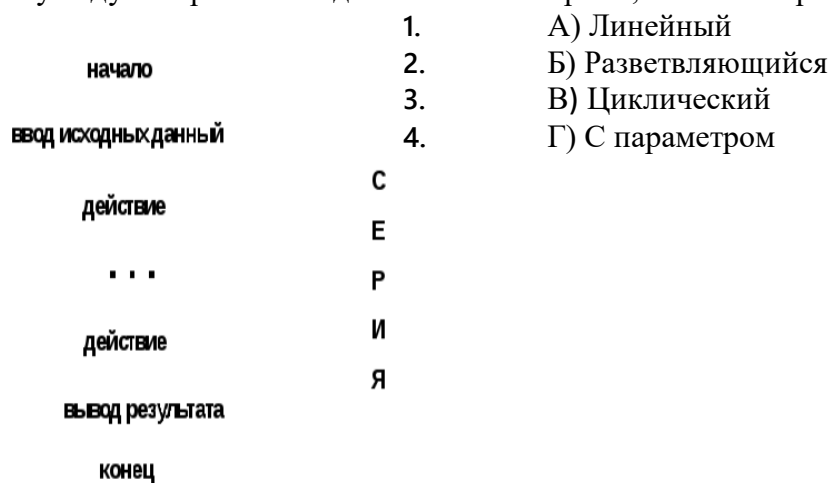 1. А) Линейный
2. Б) Разветвляющийся
3. В) Циклический
4. Г) С параметром
начало
ввод исходных данный
действие
. . .
действие
вывод результата
конец
С
Е
Р
И
Я